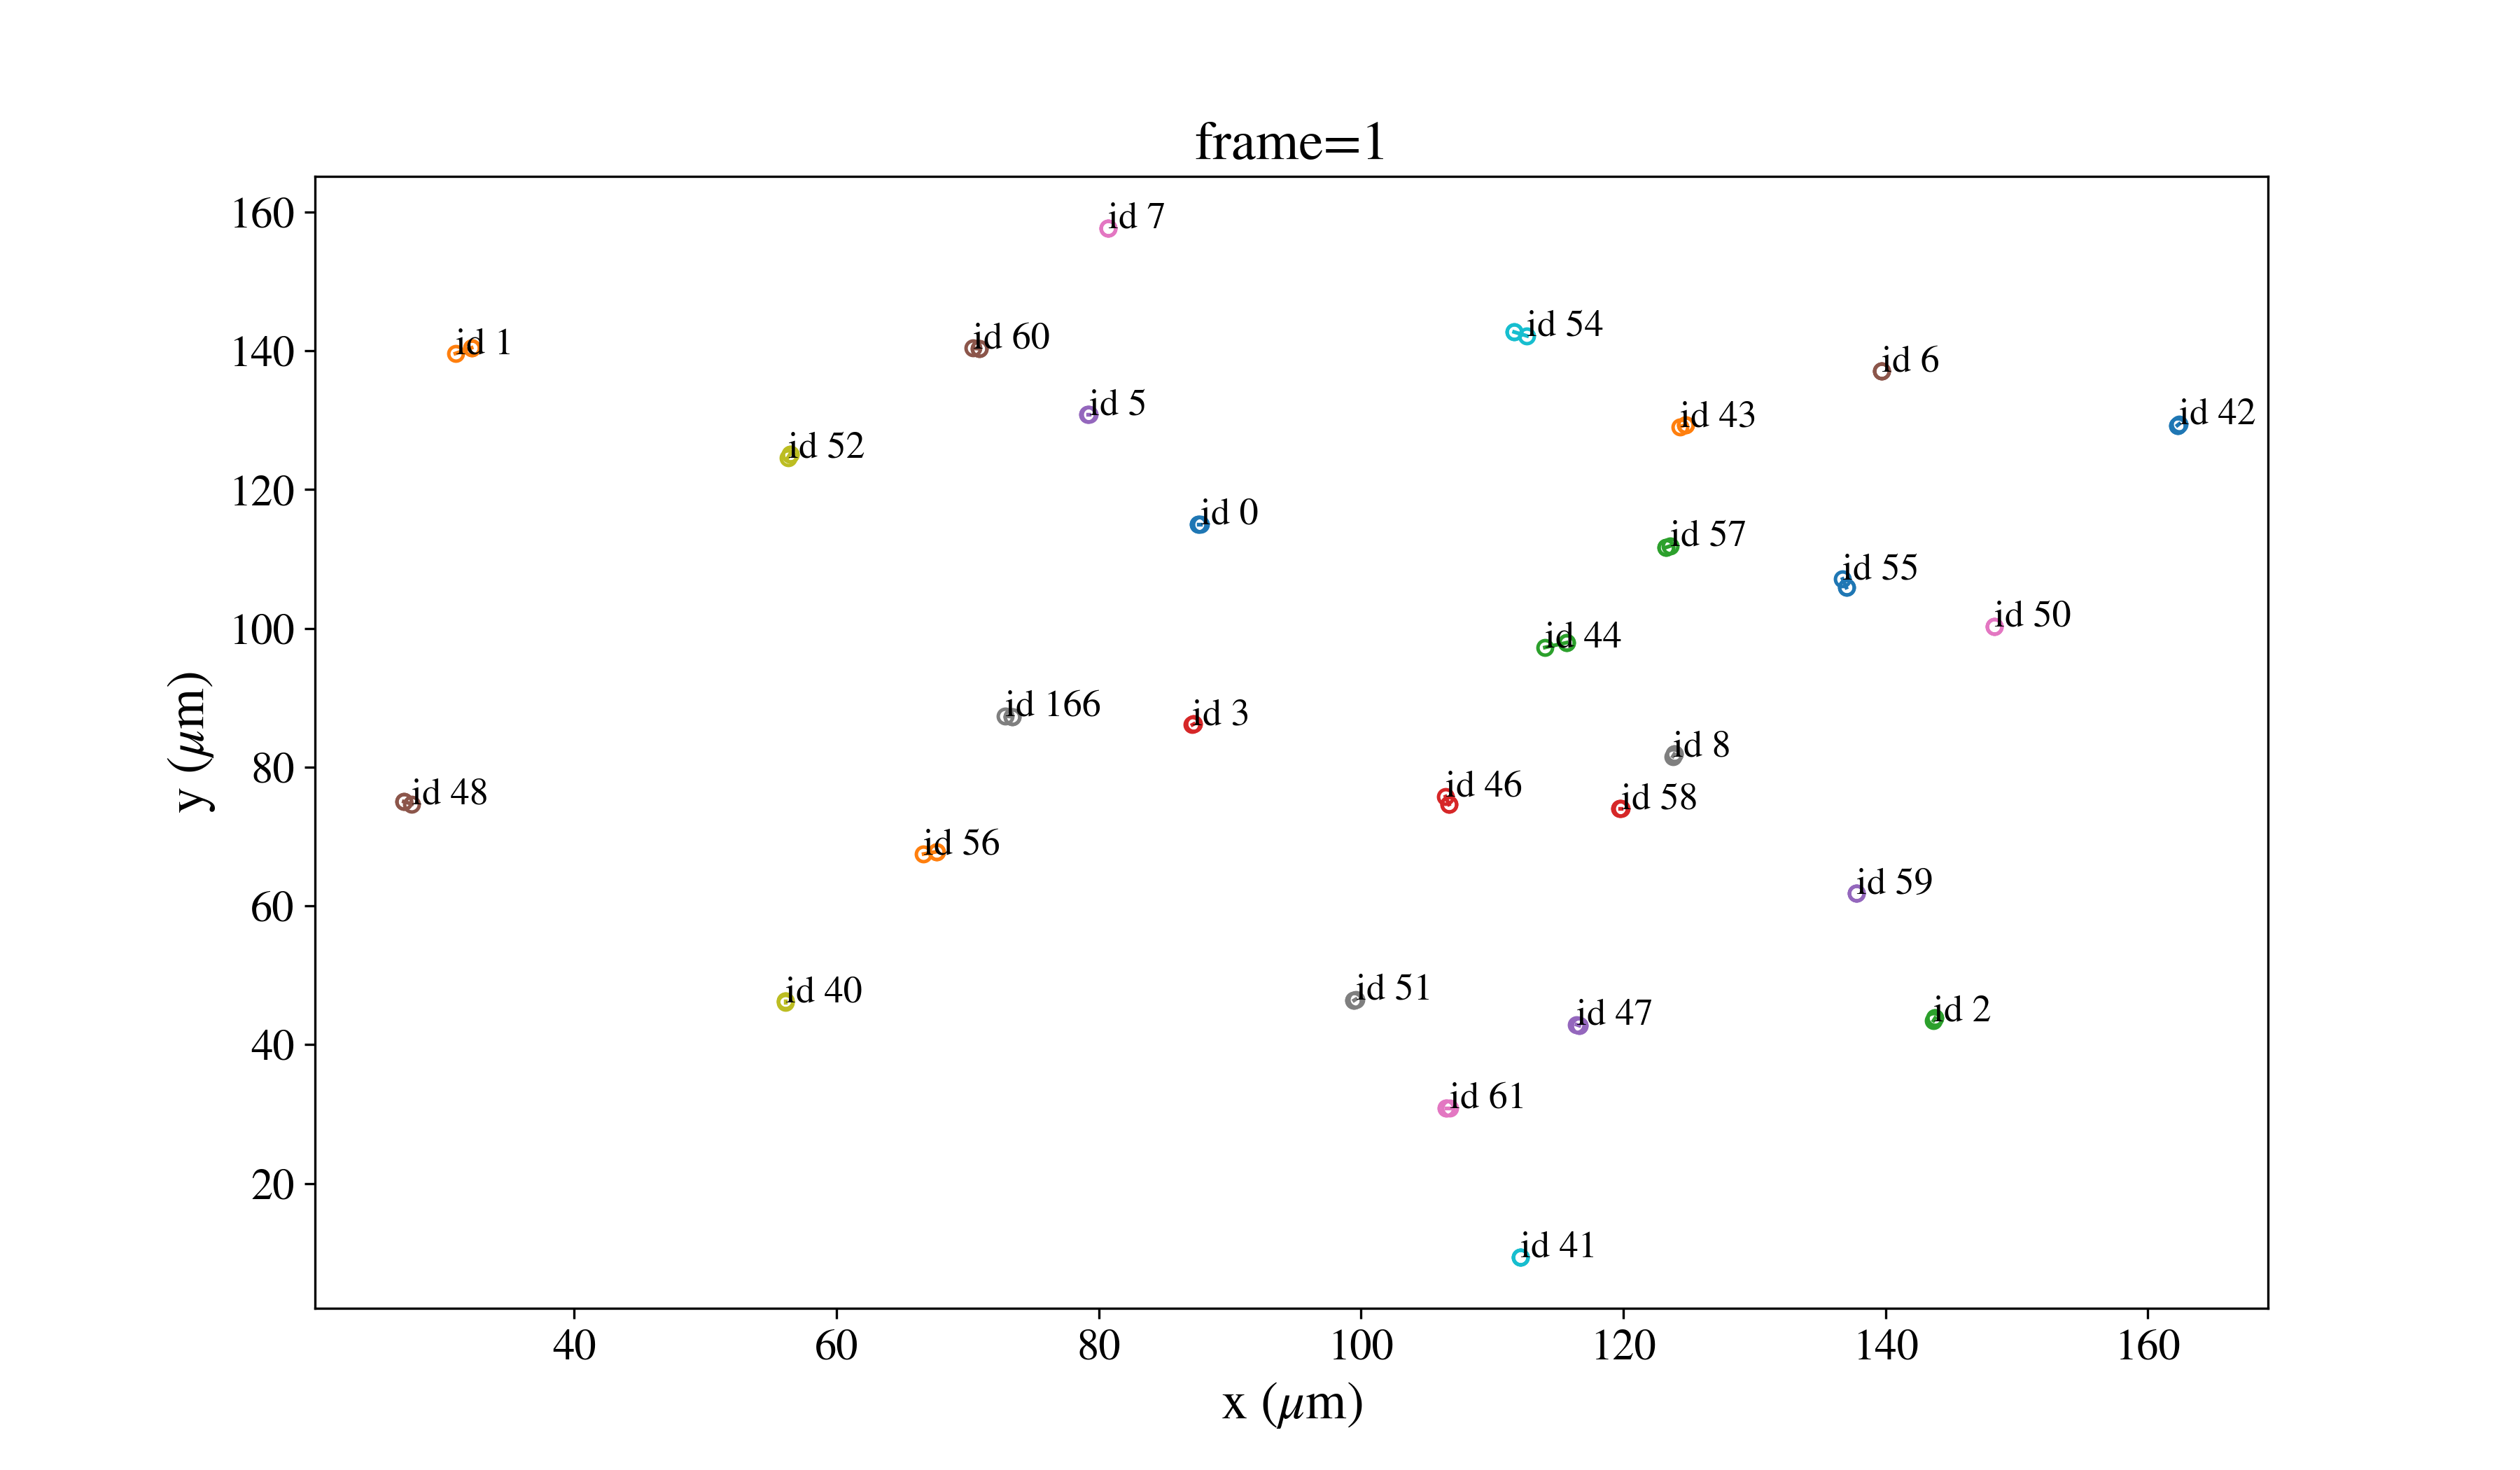 frame=1
160
140
120
100
80
60
40
20
y (μm)
id 7
id 54
id 1
id 60
id 6
id 5
id 43
id 42
id 52
id 0
id 57
id 55
id 50
id 44
id 166
id 3
id 8
id 46
id 48
id 58
id 56
id 59
id 40
id 51
id 47
id 2
id 61
id 41
40 60 80 100 120 140 160
x (μm)